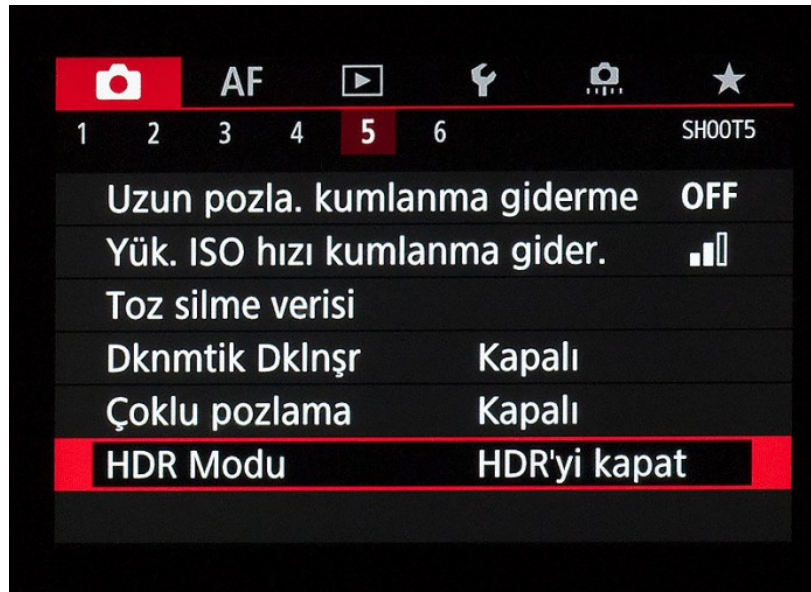 AF
1 2 3 4 5 6 SHOOT5
Uzun pozla. kumlanma giderme OFF
Yük. ISO hızı kumlanma gider.
Toz silme verisi
Dknmtik Dklnşr Kapalı
Çoklu pozlama Kapalı
HDR Modu HDR'yi kapat